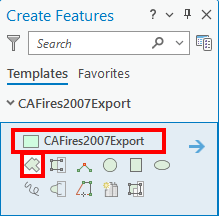 Create Features
Search
Templates Favorites
CAFires2007Export
CAFires2007Export